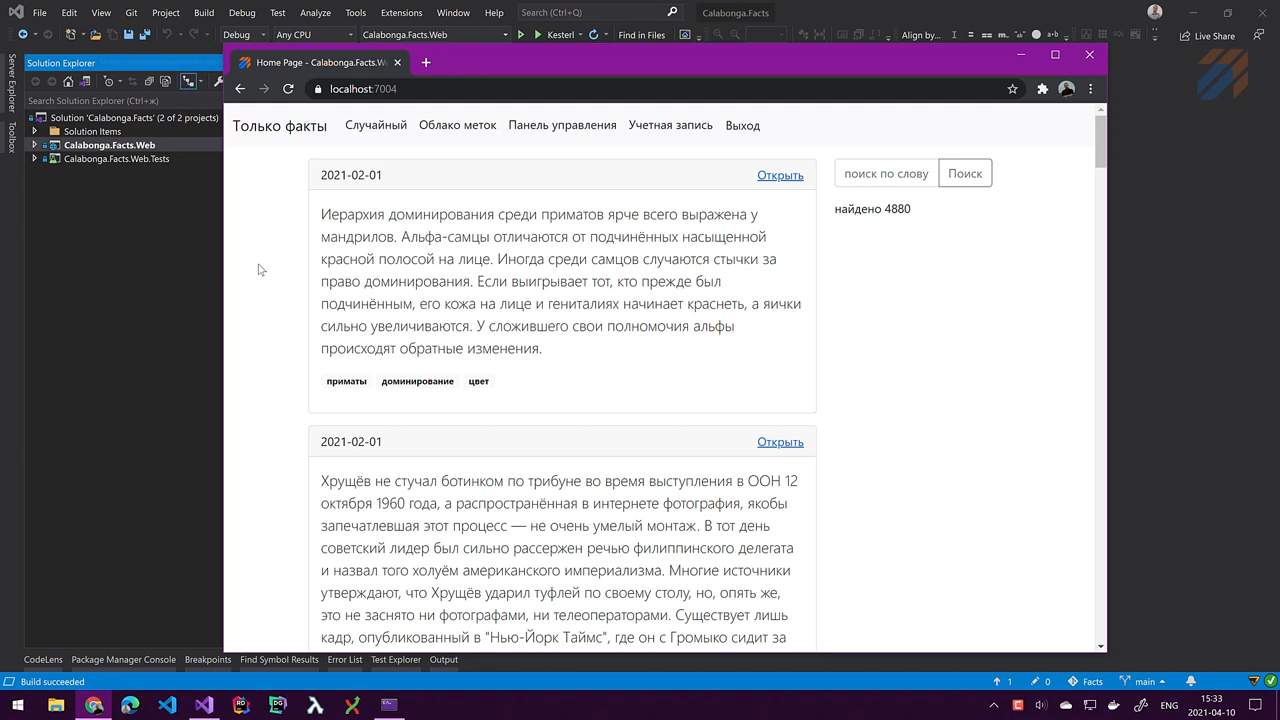 File Edit View Git Project Build Debug Test Analyze Tools Extensions Window Help Search (Ctrl+Q) Calabonga.Facts
Debug Any CPU Calabonga.Facts.Web Kestrel Find in Files Align by... Live Share
Server Explorer
Toolbox
Solution Explorer
Search Solution Explorer (Ctrl+ж)
Solution 'Calabonga.Facts' (2 of 2 projects)
Solution Items
Calabonga.Facts.Web
Calabonga.Facts.Web.Tests
Home Page - Calabonga.Facts.W
localhost:7004
Только факты Случайный Облако меток Панель управления Учетная запись Выход
2021-02-01 Открыть
Иерархия доминирования среди приматов ярче всего выражена у
мандрилов. Альфа-самцы отличаются от подчинённых насыщенной
красной полосой на лице. Иногда среди самцов случаются стычки за
право доминирования. Если выигрывает тот, кто прежде был
подчинённым, его кожа на лице и гениталиях начинает краснеть, а яички
сильно увеличиваются. У сложившего свои полномочия альфы
происходят обратные изменения.
приматы доминирование цвет
поиск по слову Поиск
найдено 4880
2021-02-01 Открыть
Хрущёв не стучал ботинком по трибуне во время выступления в ООН 12
октября 1960 года, а распространённая в интернете фотография, якобы
запечатлевшая этот процесс — не очень умелый монтаж. В тот день
советский лидер был сильно рассержен речью филиппинского делегата
и назвал того холуём американского империализма. Многие источники
утверждают, что Хрущёв ударил туфлей по своему столу, но, опять же,
это не заснято ни фотографами, ни телеоператорами. Существует лишь
кадр, опубликованный в "Нью-Йорк Таймс", где он с Громыко сидит за
CodeLens Package Manager Console Breakpoints Find Symbol Results Error List Test Explorer Output
Build succeeded 1 0 Facts main
ENG 15:33
2021-04-10